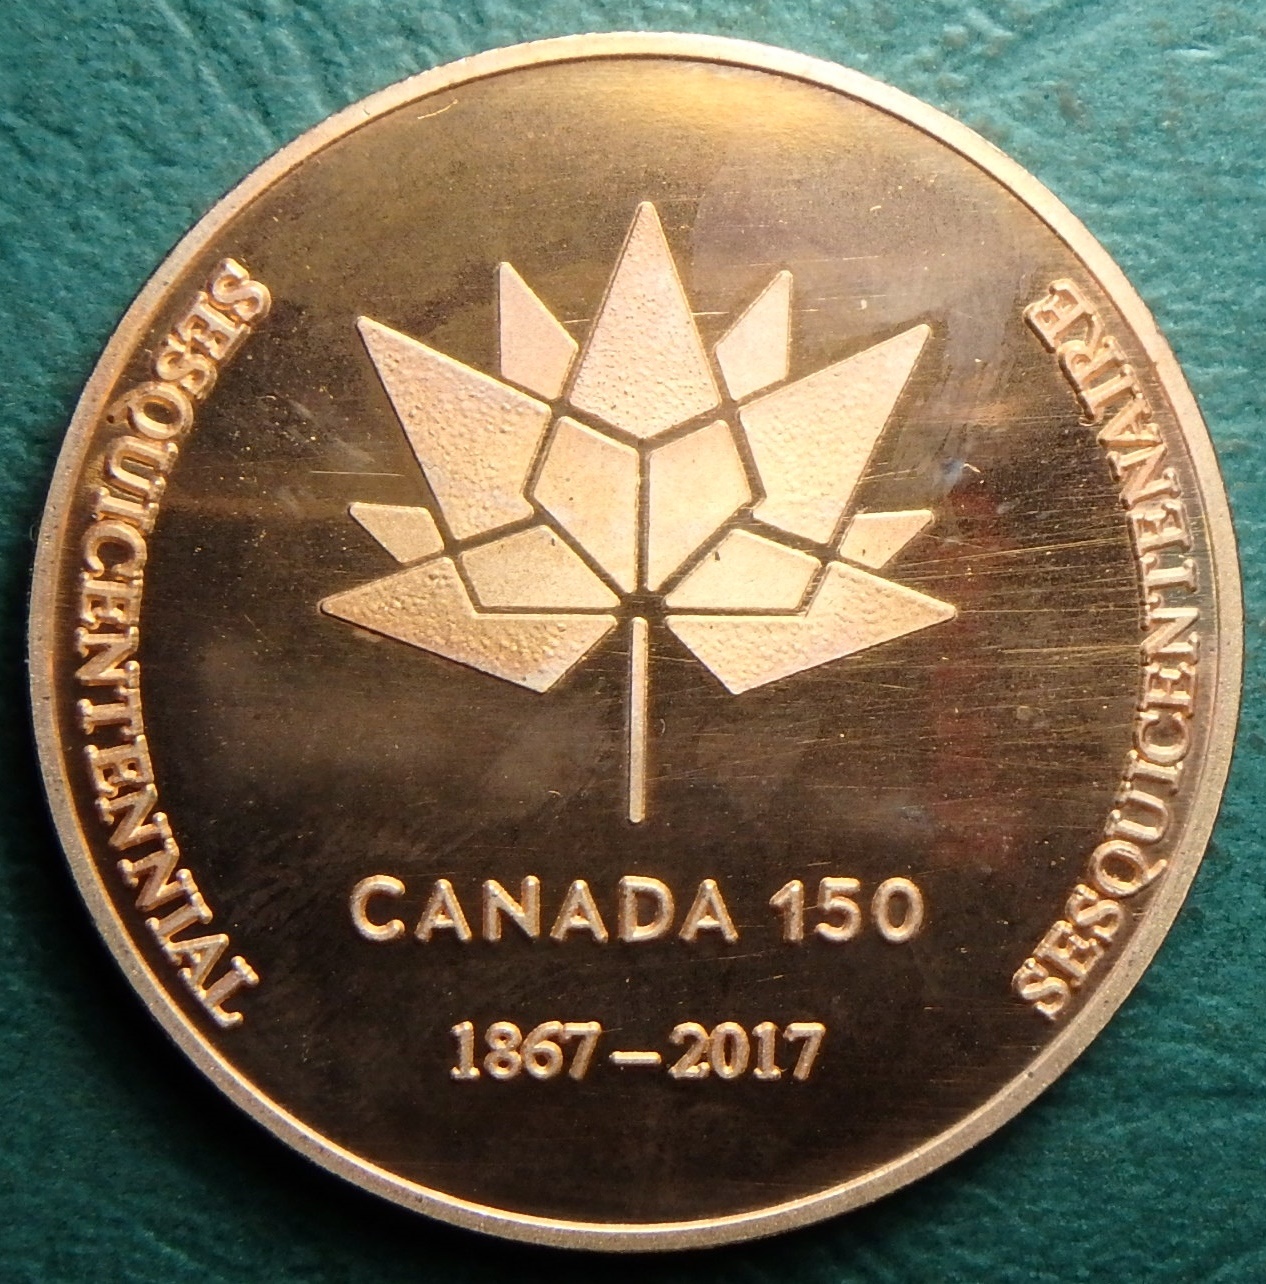 SESQUICENTENNIAL
SESQUICENTENAIRE
CANADA 150
1867–2017